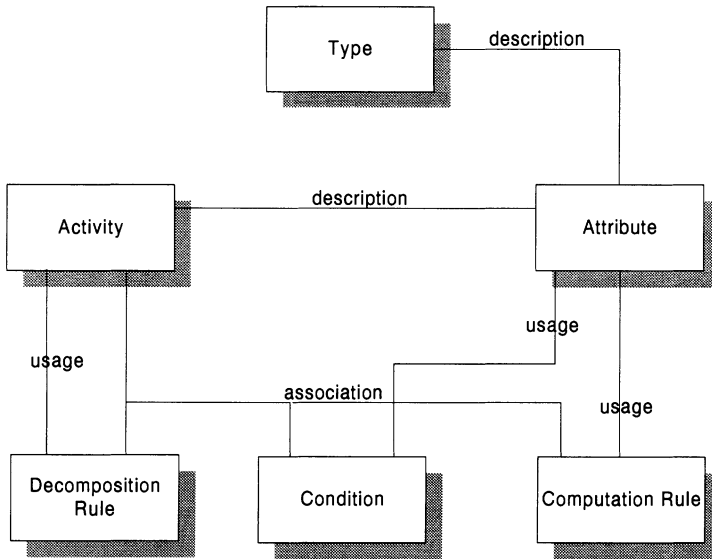 Type
description
Activity
description
Attribute
usage
usage
association
usage
Decomposition
Rule
Condition
Computation Rule